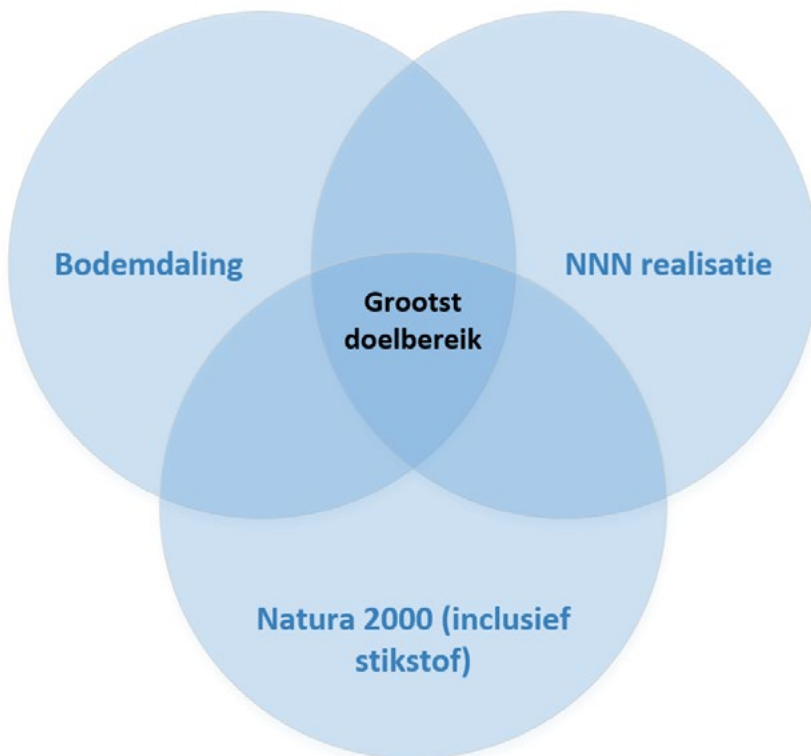 Bodemdaling
NNN realisatie
Grootst
doelbereik
Natura 2000 (inclusief
stikstof)